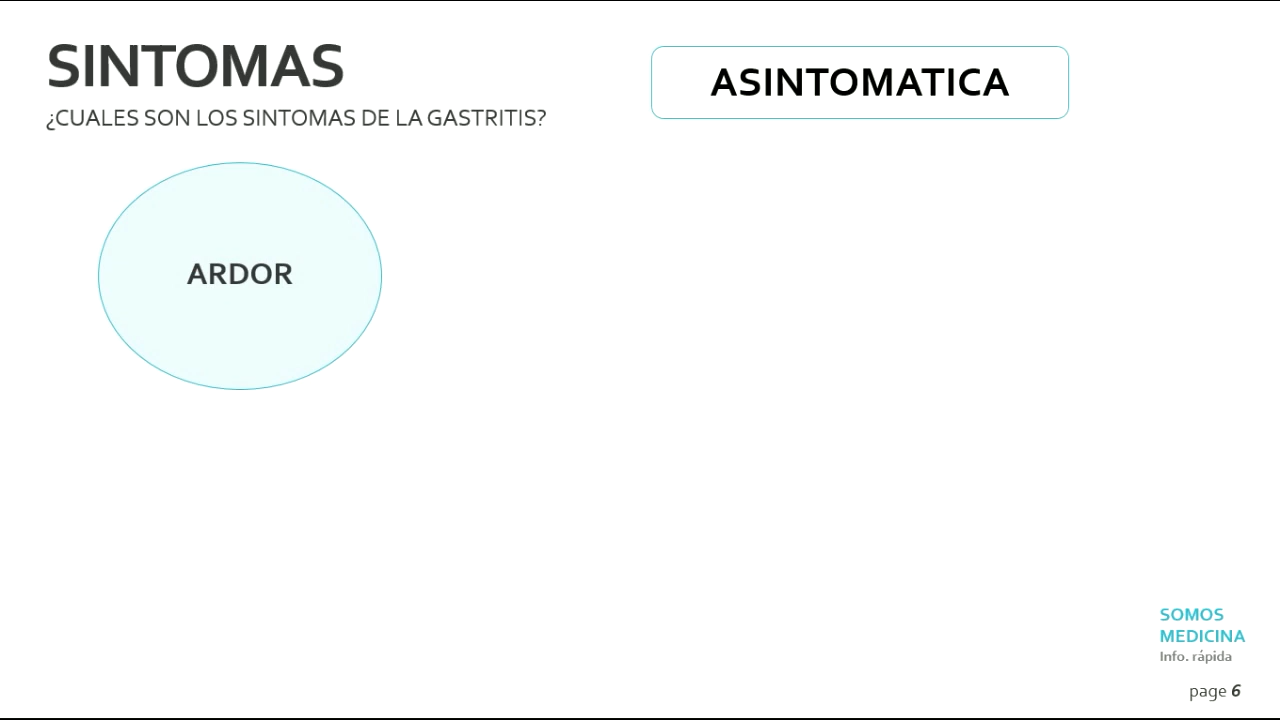 SINTOMAS
¿CUALES SON LOS SINTOMAS DE LA GASTRITIS?
ASINTOMATICA
ARDOR
SOMOS
MEDICINA
Info. rápida
page 6